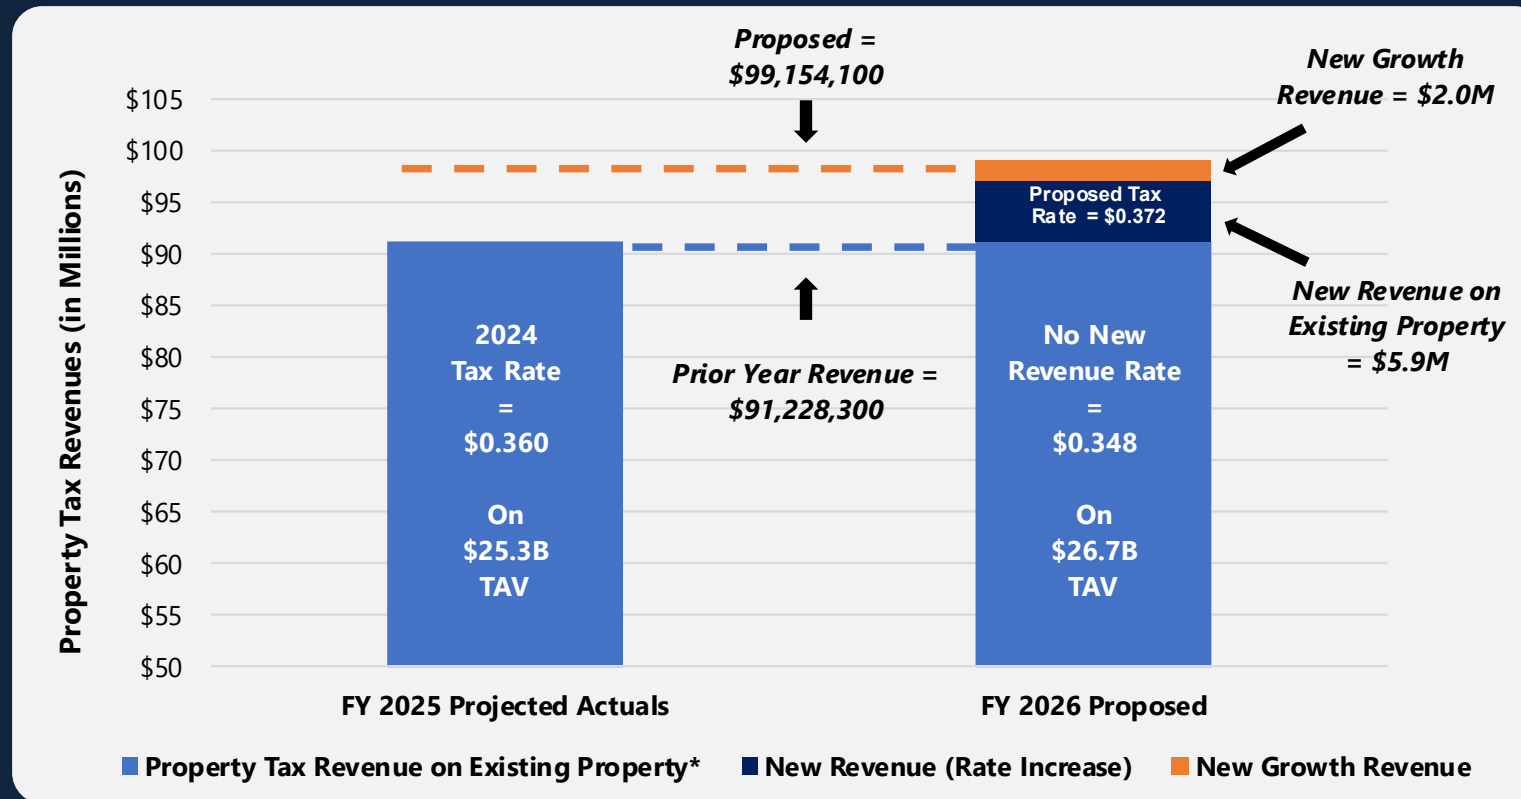 Proposed =
$99,154,100
New Growth
Revenue = $2.0M
$105
$100
$95
$90
$85
$80
$75
$70
$65
$60
$55
$50
Property Tax Revenues (in Millions)
Proposed Tax
Rate = $0.372
New Revenue on
Existing Property
= $5.9M
2024
Tax Rate
=
$0.360
On
$25.3B
TAV
Prior Year Revenue =
$91,228,300
No New
Revenue Rate
=
$0.348
On
$26.7B
TAV
FY 2025 Projected Actuals
FY 2026 Proposed
Property Tax Revenue on Existing Property*
New Revenue (Rate Increase)
New Growth Revenue